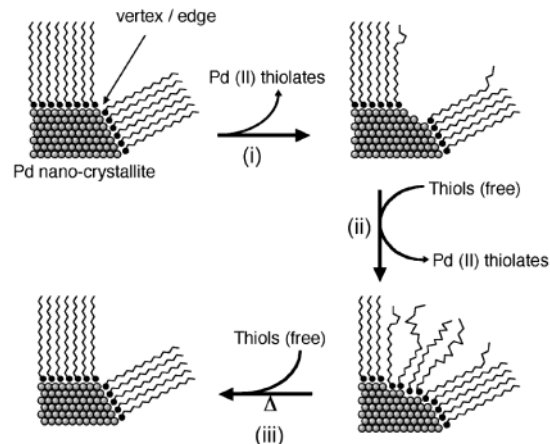 vertex / edge
Pd (II) thiolates
(i)
Pd nano-crystallite
Thiols (free)
(ii)
Pd (II) thiolates
Thiols (free)
Δ
(iii)